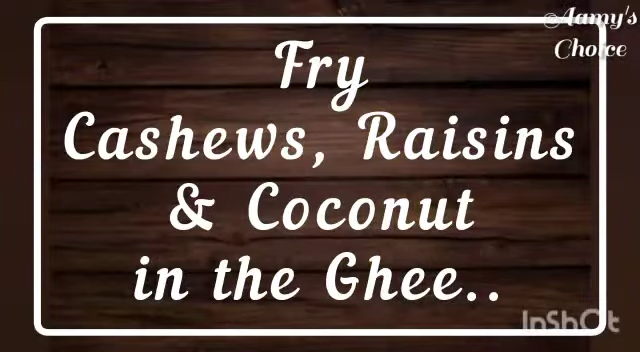 ©Aamy's
Choice
Fry
Cashews, Raisins
& Coconut
in the Ghee..
InShOt